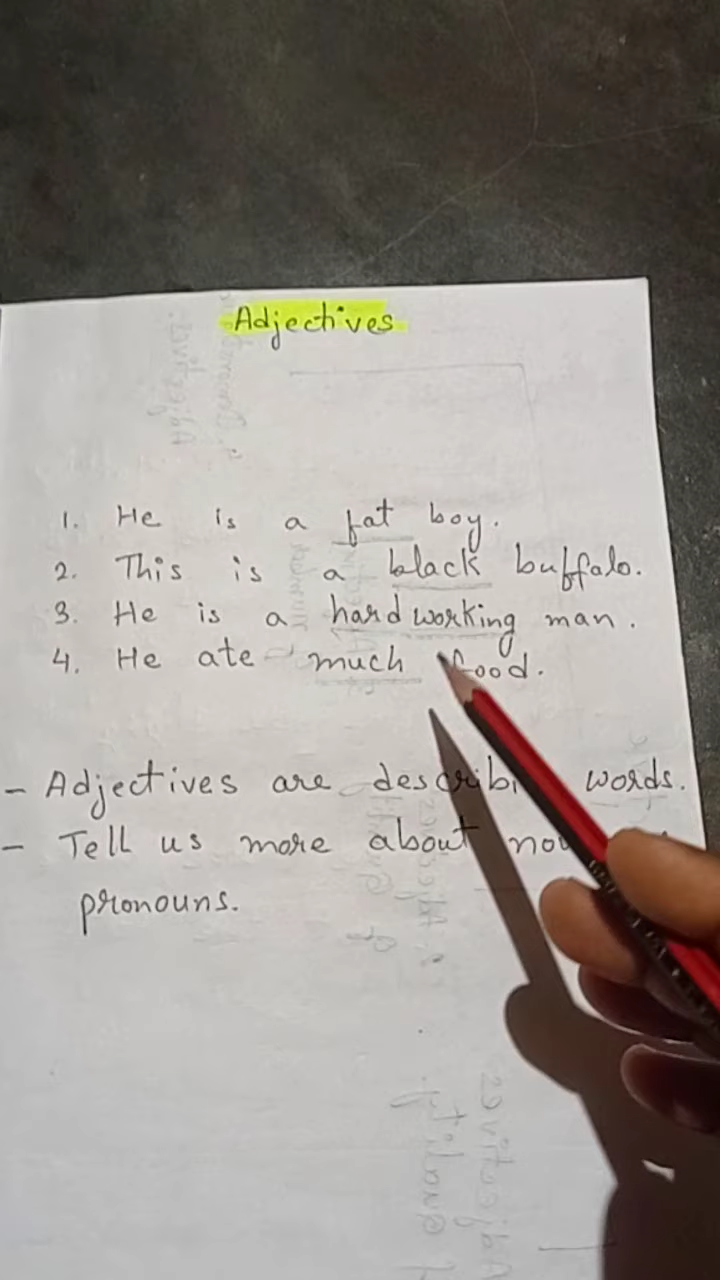 Adjectives
1. He is a fat boy.
2. This is a black buffalo.
3. He is a hard working man.
4. He ate much food.
- Adjectives are words.
- Tell us more about
pronouns.